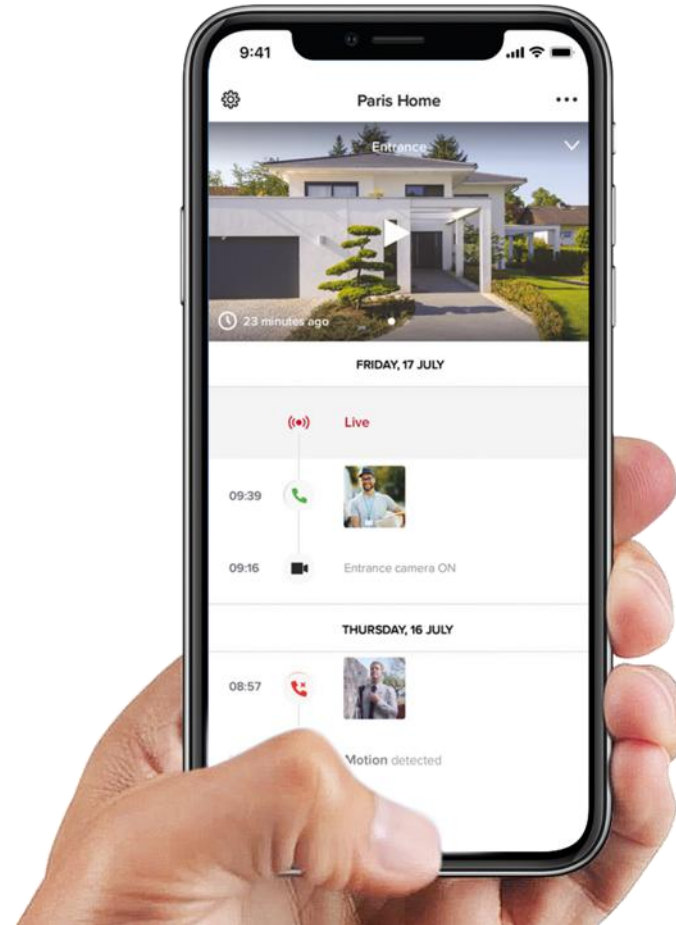 9:41
Paris Home
Entrance
23 minutes ago
FRIDAY, 17 JULY
Live
09:39
09:16 Entrance camera ON
THURSDAY, 16 JULY
08:57
Motion detected